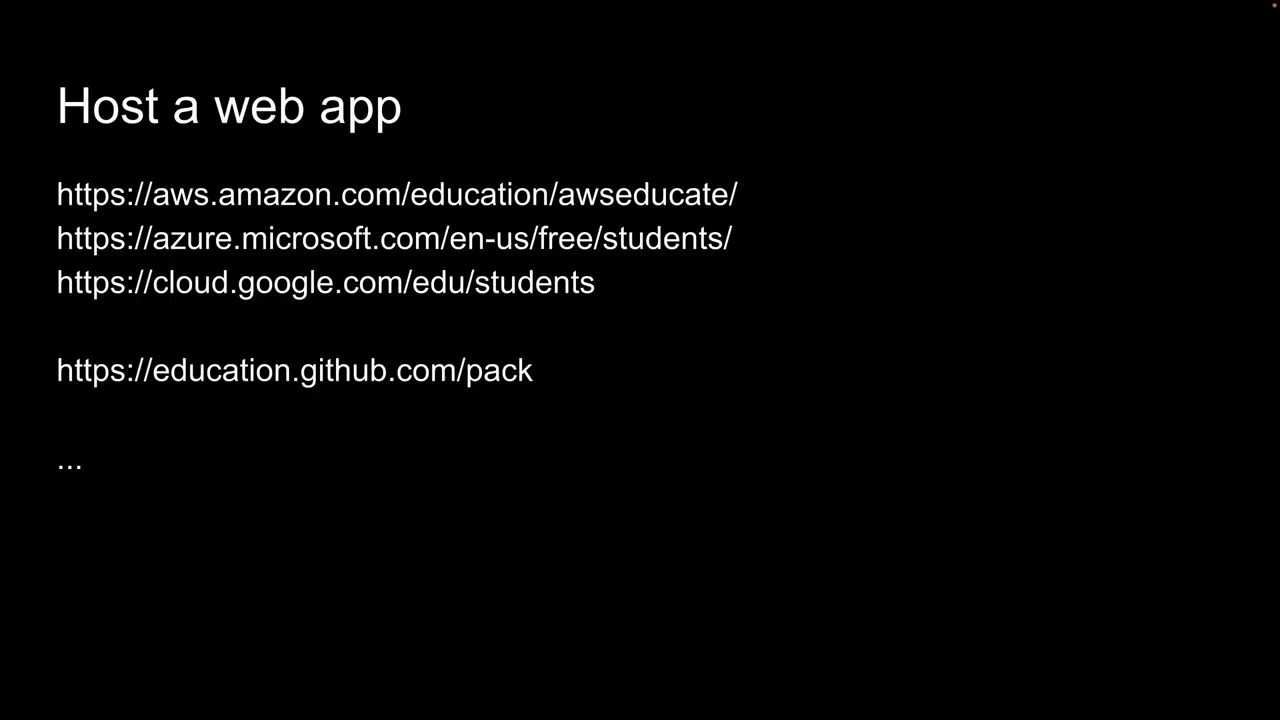 Host a web app
https://aws.amazon.com/education/awseducate/
https://azure.microsoft.com/en-us/free/students/
https://cloud.google.com/edu/students
https://education.github.com/pack
...